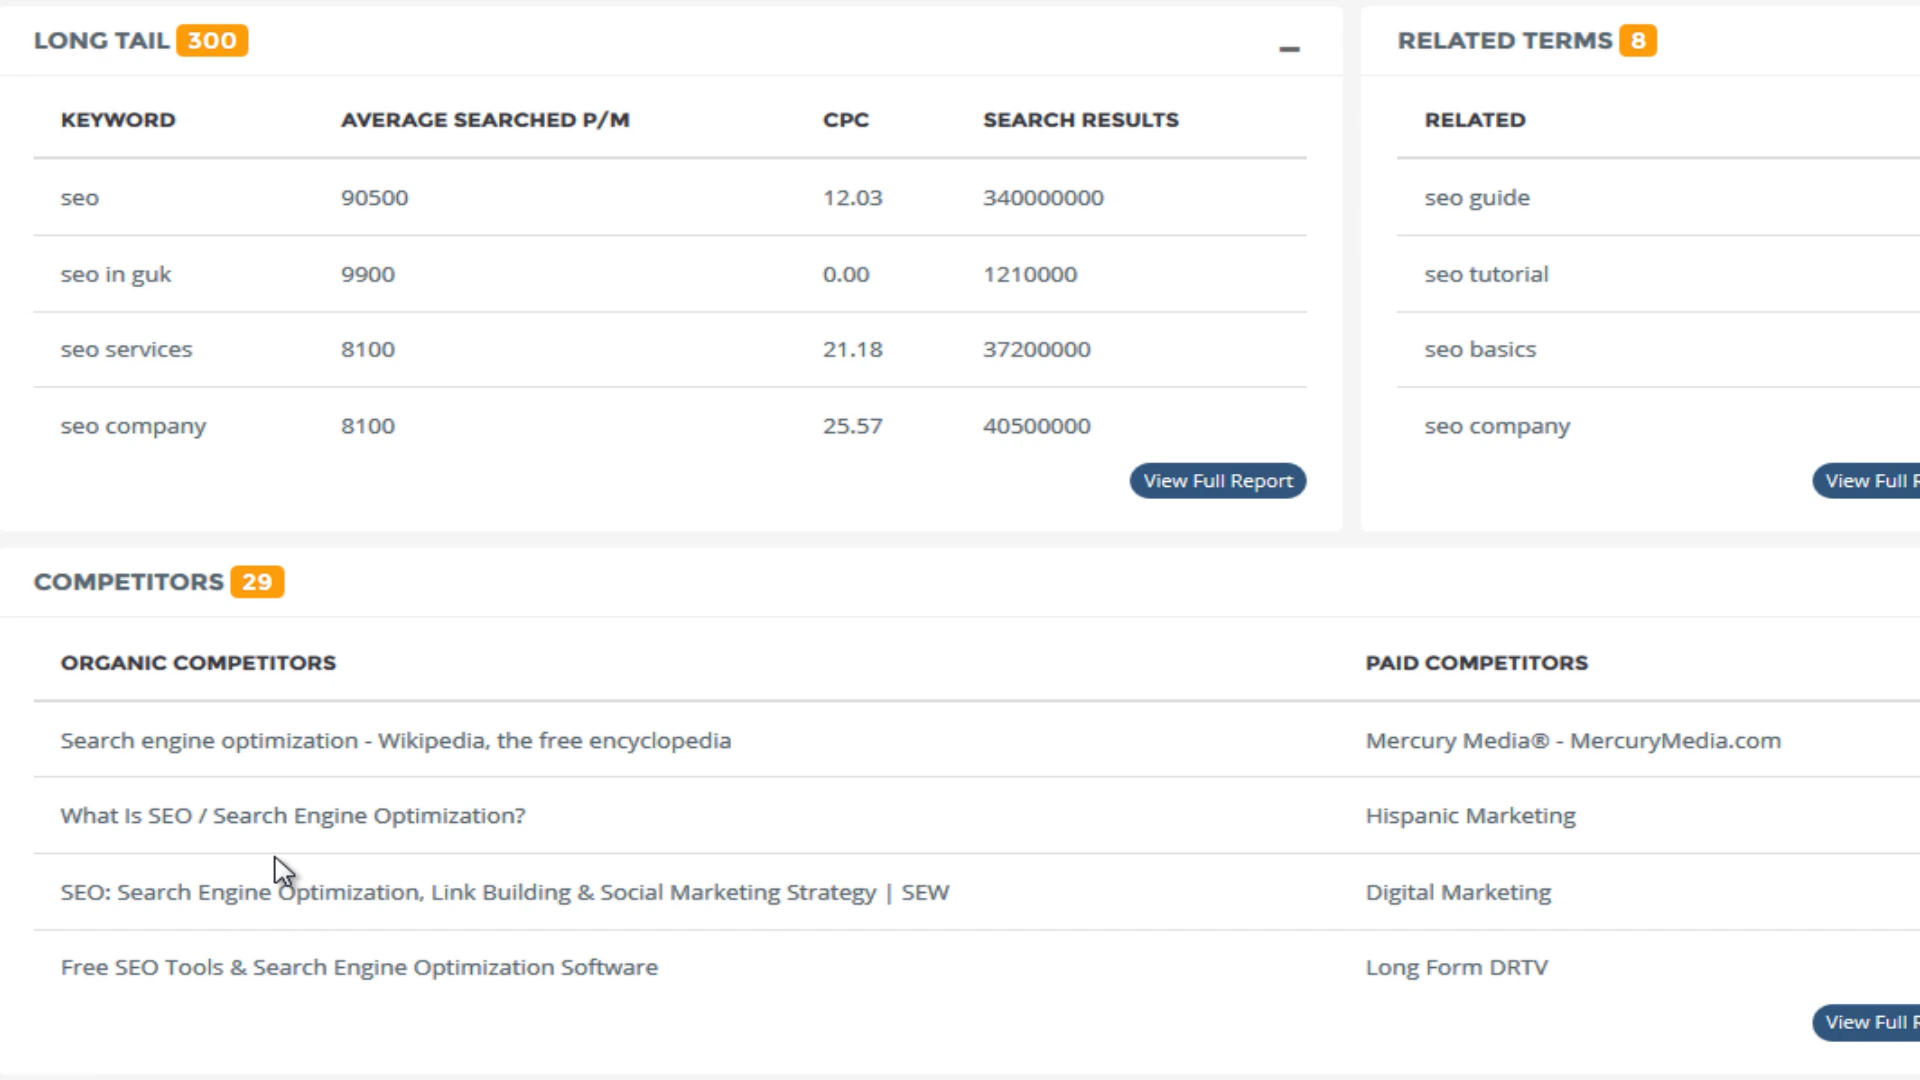 LONG TAIL 300
KEYWORD AVERAGE SEARCHED P/M CPC SEARCH RESULTS
seo 90500 12.03 340000000
seo in guk 9900 0.00 1210000
seo services 8100 21.18 37200000
seo company 8100 25.57 40500000
View Full Report
RELATED TERMS 8
RELATED
seo guide
seo tutorial
seo basics
seo company
View Full
COMPETITORS 29
ORGANIC COMPETITORS PAID COMPETITORS
Search engine optimization - Wikipedia, the free encyclopedia Mercury Media® - MercuryMedia.com
What Is SEO / Search Engine Optimization? Hispanic Marketing
SEO: Search Engine Optimization, Link Building & Social Marketing Strategy | SEW Digital Marketing
Free SEO Tools & Search Engine Optimization Software Long Form DRTV
View Full